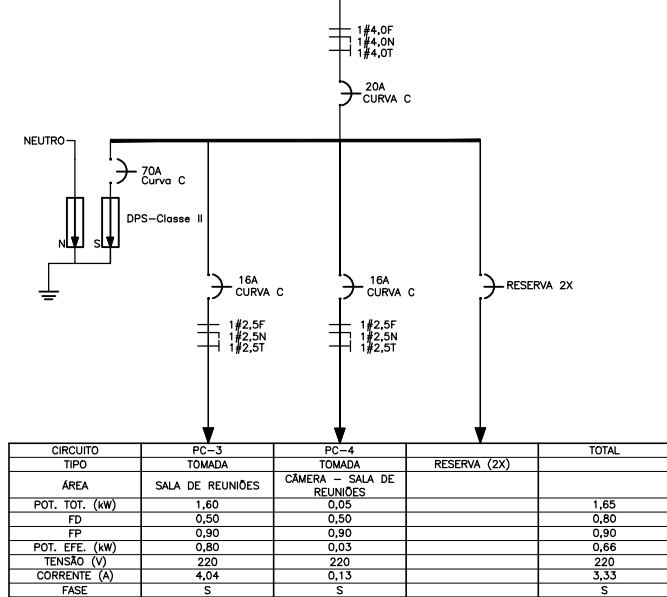 1#4,0F
1#4,0N
1#4,0T
20A
CURVA C
NEUTRO
70A
Curva C
DPS-Classe II
N
S
16A
CURVA C
16A
CURVA C
RESERVA 2X
1#2,5F
1#2,5N
1#2,5T
1#2,5F
1#2,5N
1#2,5T
CIRCUITO PC-3 PC-4 TOTAL
TIPO TOMADA TOMADA RESERVA (2X)
ÁREA SALA DE REUNIÕES CÂMERA - SALA DE REUNIÕES
POT. TOT. (kW) 1,60 0,05 1,65
FD 0,50 0,50 0,80
FP 0,90 0,90 0,90
POT. EFE. (kW) 0,80 0,03 0,66
TENSÃO (V) 220 220 220
CORRENTE (A) 4,04 0,13 3,33
FASE S S S